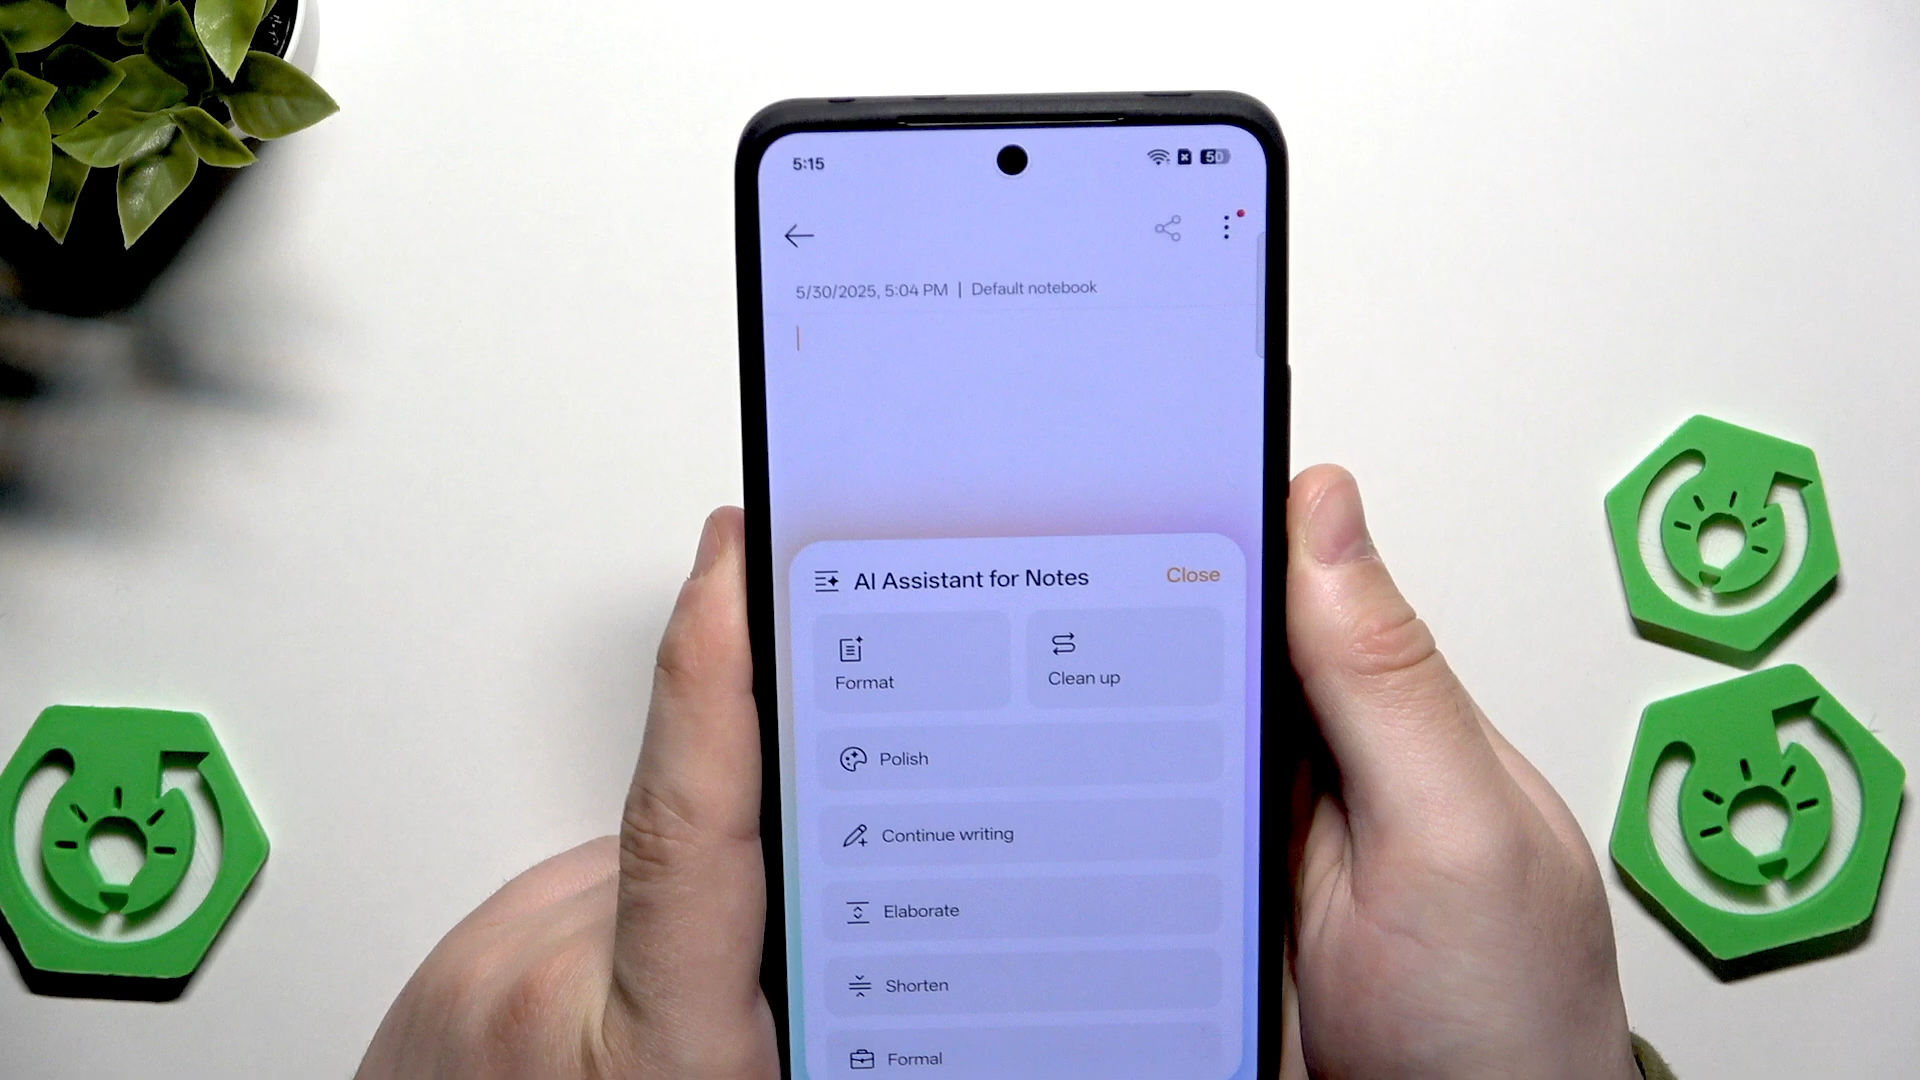 5:15
50
5/30/2025, 5:04 PM | Default notebook
AI Assistant for Notes
Close
Format
Clean up
Polish
Continue writing
Elaborate
Shorten
Formal